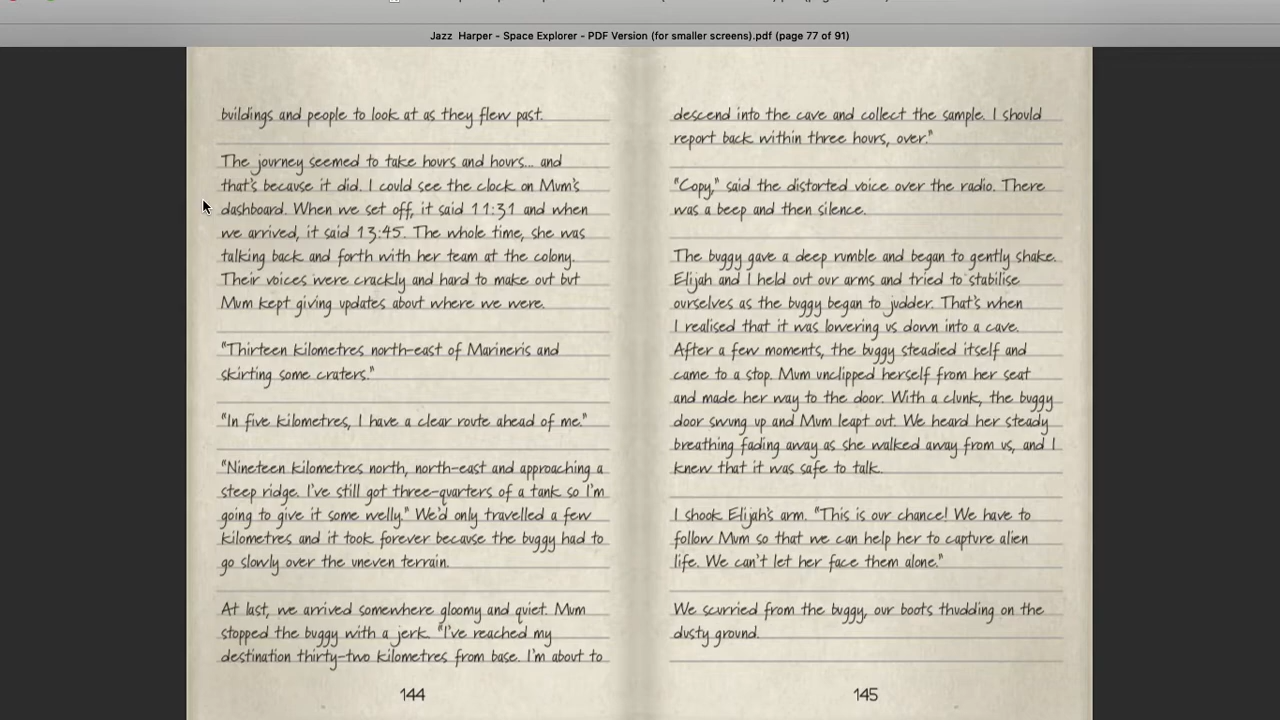 Jazz Harper - Space Explorer - PDF Version (for smaller screens).pdf (page 77 of 91)
buildings and people to look at as they flew past.
The journey seemed to take hours and hours... and
that's because it did. I could see the clock on Mum's
dashboard. When we set off, it said 11:31 and when
we arrived, it said 13:45. The whole time, she was
talking back and forth with her team at the colony.
Their voices were crackly and hard to make out but
Mum kept giving updates about where we were.
"Thirteen kilometres north-east of Marineris and
skirting some craters."
"In five kilometres, I have a clear route ahead of me."
"Nineteen kilometres north, north-east and approaching a
steep ridge. I've still got three-quarters of a tank so I'm
going to give it some welly." We'd only travelled a few
kilometres and it took forever because the buggy had to
go slowly over the uneven terrain.
At last, we arrived somewhere gloomy and quiet. Mum
stopped the buggy with a jerk. "I've reached my
destination thirty-two kilometres from base. I'm about to
144
descend into the cave and collect the sample. I should
report back within three hours, over."
"Copy," said the distorted voice over the radio. There
was a beep and then silence.
The buggy gave a deep rumble and began to gently shake.
Elijah and I held out our arms and tried to stabilise
ourselves as the buggy began to judder. That's when
I realised that it was lowering us down into a cave.
After a few moments, the buggy steadied itself and
came to a stop. Mum unclipped herself from her seat
and made her way to the door. With a clunk, the buggy
door swung up and Mum leapt out. We heard her steady
breathing fading away as she walked away from us, and I
knew that it was safe to talk.
I shook Elijah's arm. "This is our chance! We have to
follow Mum so that we can help her to capture alien
life. We can't let her face them alone."
We scurried from the buggy, our boots thudding on the
dusty ground.
145